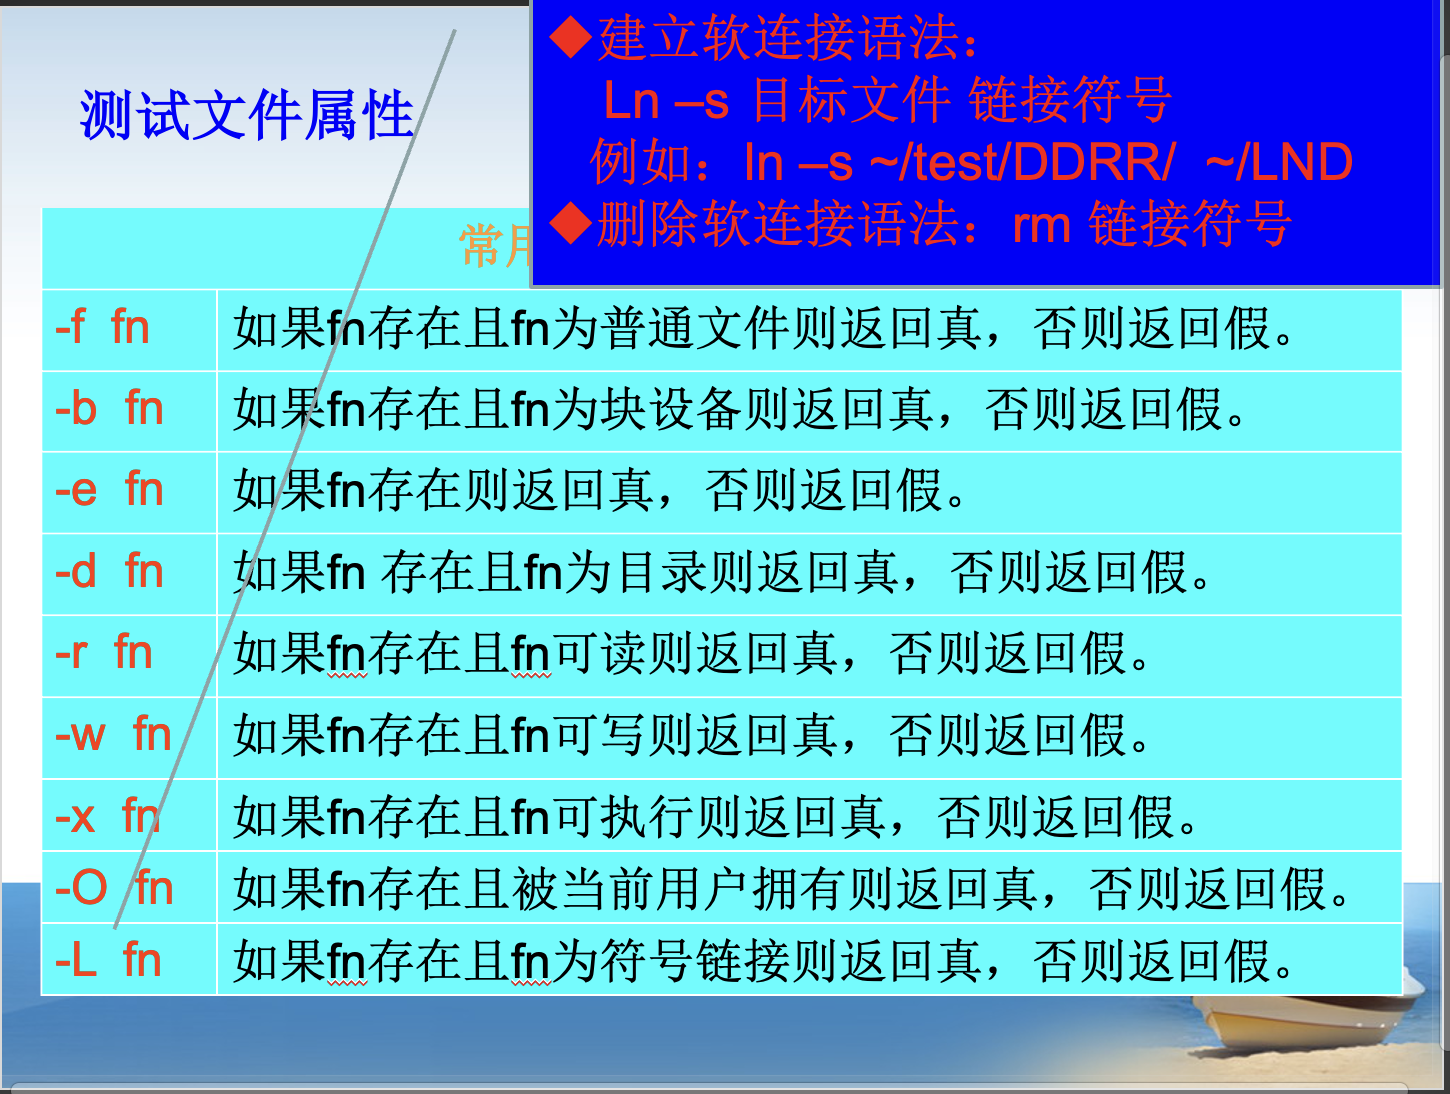 ◆建立软连接语法：
Ln –s 目标文件 链接符号
例如：ln –s ~/test/DDRR/ ~/LND
◆删除软连接语法：rm 链接符号
测试文件属性
常用
-f fn 如果fn存在且fn为普通文件则返回真，否则返回假。
-b fn 如果fn存在且fn为块设备则返回真，否则返回假。
-e fn 如果fn存在则返回真，否则返回假。
-d fn 如果fn 存在且fn为目录则返回真，否则返回假。
-r fn 如果fn存在且fn可读则返回真，否则返回假。
-w fn 如果fn存在且fn可写则返回真，否则返回假。
-x fn 如果fn存在且fn可执行则返回真，否则返回假。
-O fn 如果fn存在且被当前用户拥有则返回真，否则返回假。
-L fn 如果fn存在且fn为符号链接则返回真，否则返回假。